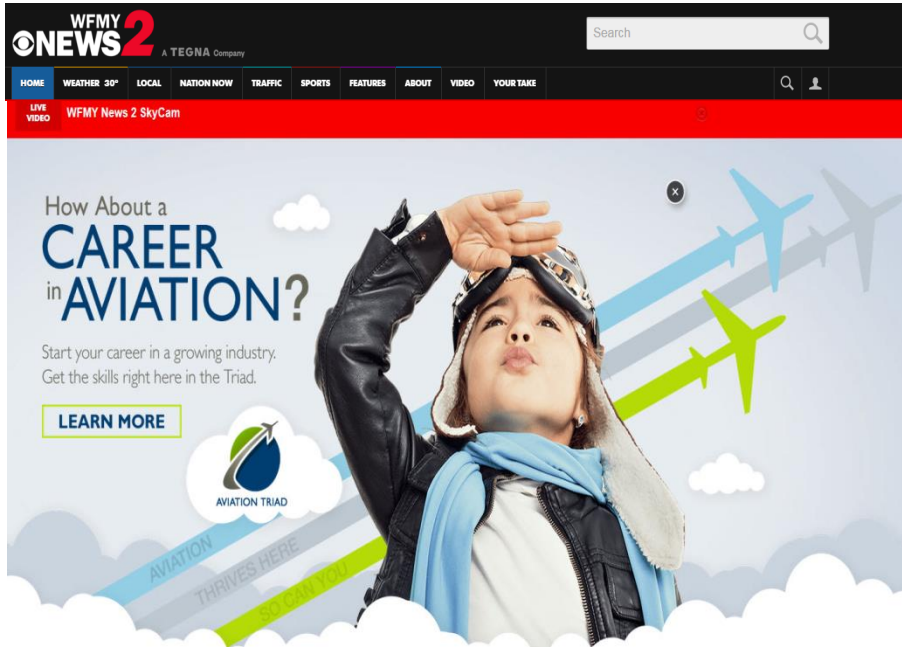 WFMY
NEWS 2
A TEGNA Company
Search
HOME WEATHER 30° LOCAL NATION NOW TRAFFIC SPORTS FEATURES ABOUT VIDEO YOUR TAKE
LIVE
VIDEO
WFMY News 2 SkyCam
How About a
CAREER
in AVIATION?
Start your career in a growing industry.
Get the skills right here in the Triad.
LEARN MORE
AVIATION TRIAD
AVIATION
THRIVES HERE
SO CAN YOU